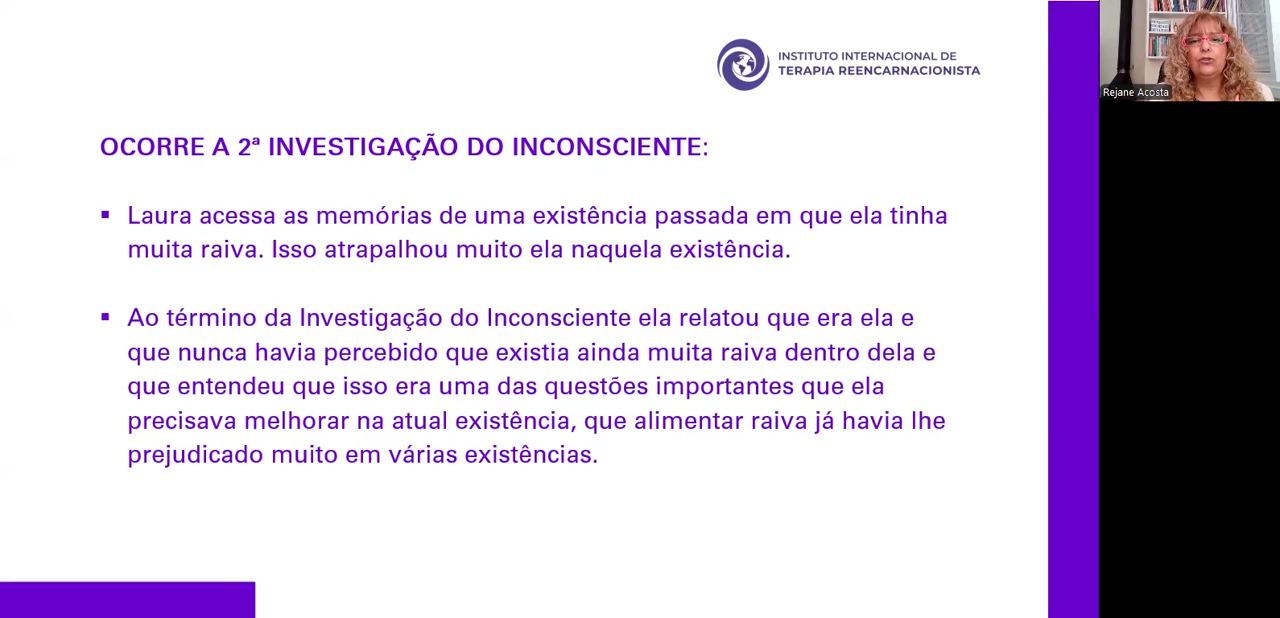 INSTITUTO INTERNACIONAL DE
TERAPIA REENCARNACIONISTA
Rejane Acosta
OCORRE A 2ª INVESTIGAÇÃO DO INCONSCIENTE:
▪ Laura acessa as memórias de uma existência passada em que ela tinha
muita raiva. Isso atrapalhou muito ela naquela existência.
▪ Ao término da Investigação do Inconsciente ela relatou que era ela e
que nunca havia percebido que existia ainda muita raiva dentro dela e
que entendeu que isso era uma das questões importantes que ela
precisava melhorar na atual existência, que alimentar raiva já havia lhe
prejudicado muito em várias existências.